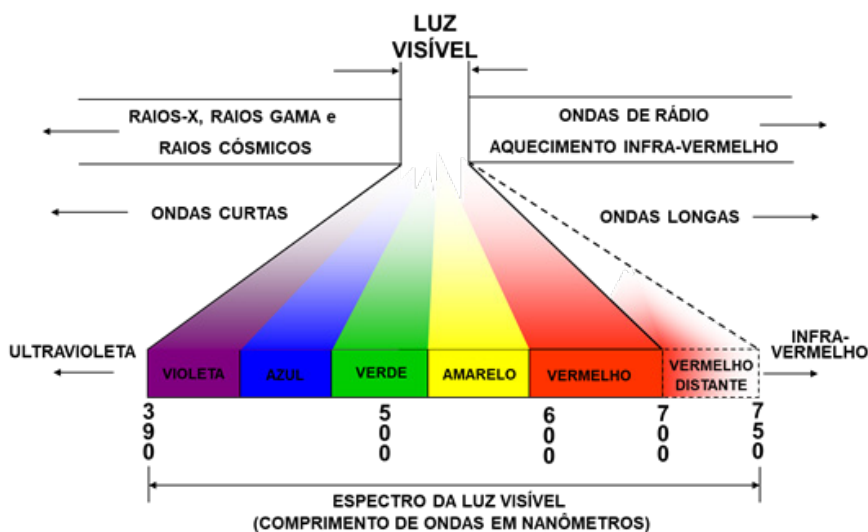 LUZ
VISÍVEL
RAIOS-X, RAIOS GAMA e
RAIOS CÓSMICOS
ONDAS DE RÁDIO
AQUECIMENTO INFRA-VERMELHO
ONDAS CURTAS
ONDAS LONGAS
ULTRAVIOLETA
INFRA-
VERMELHO
VIOLETA
AZUL
VERDE
AMARELO
VERMELHO
VERMELHO
DISTANTE
390
500
600
700
750
ESPECTRO DA LUZ VISÍVEL
(COMPRIMENTO DE ONDAS EM NANÔMETROS)